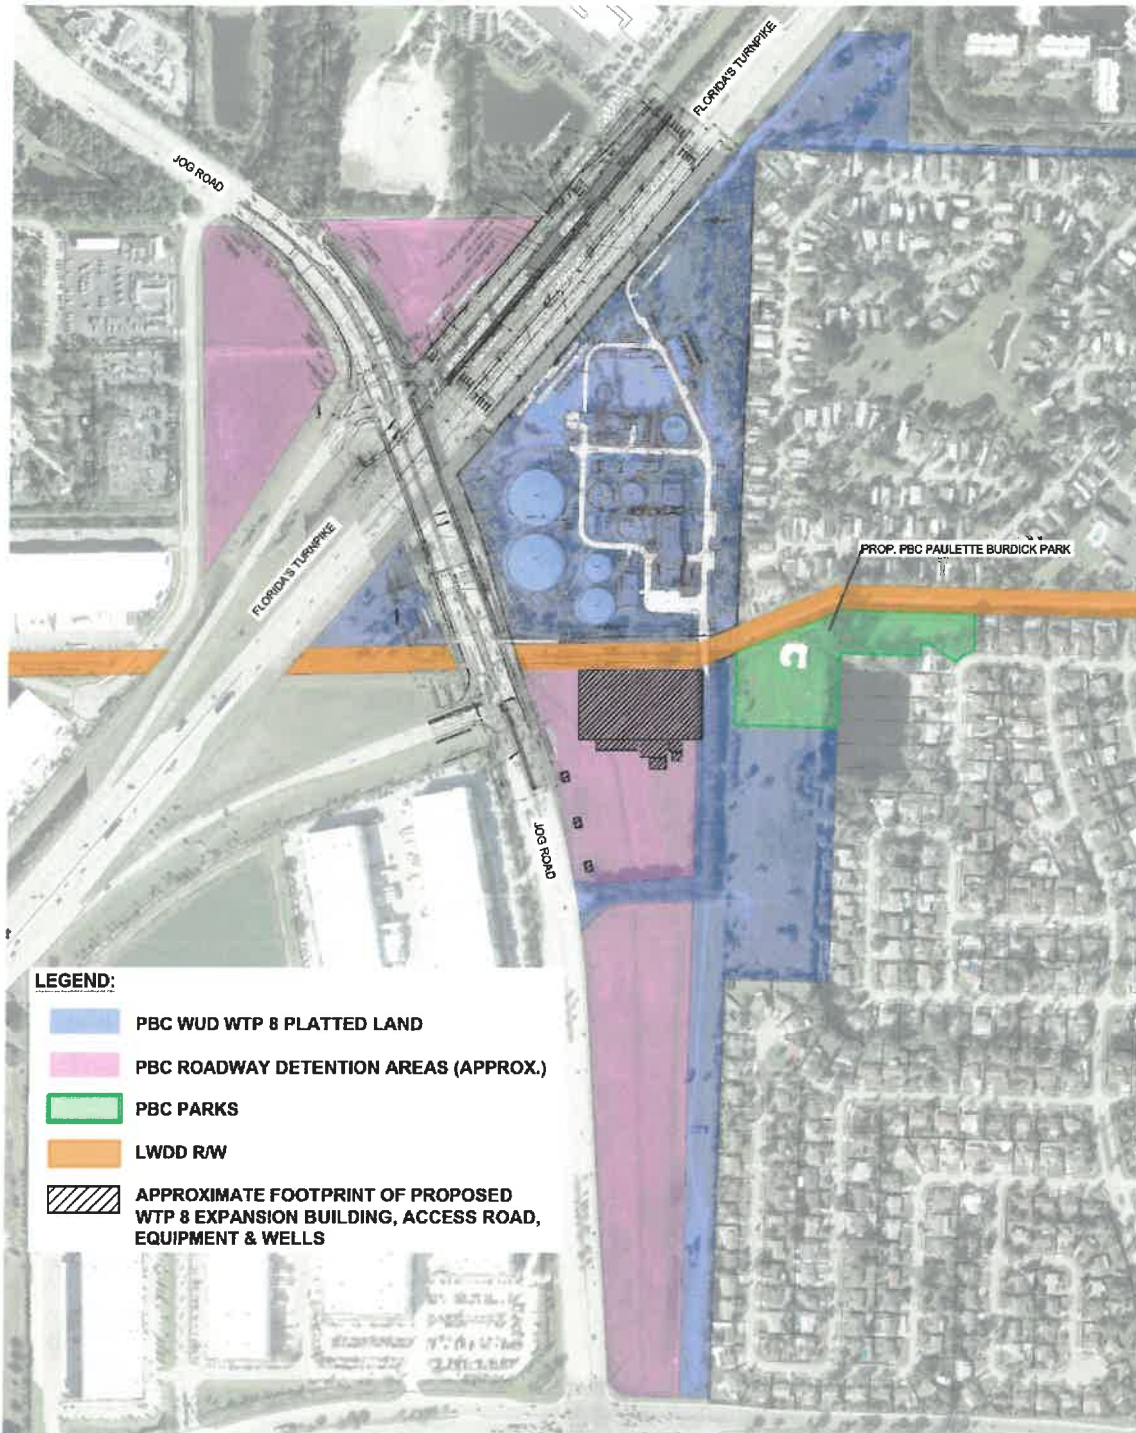 FLORIDA'S TURNPIKE
JOG ROAD
FLORIDA'S TURNPIKE
PROP. PBC PAULETTE BURDICK PARK
JOG ROAD
LEGEND:
PBC WUD WTP 8 PLATTED LAND
PBC ROADWAY DETENTION AREAS (APPROX.)
PBC PARKS
LWDD R/W
APPROXIMATE FOOTPRINT OF PROPOSED
WTP 8 EXPANSION BUILDING, ACCESS ROAD,
EQUIPMENT & WELLS